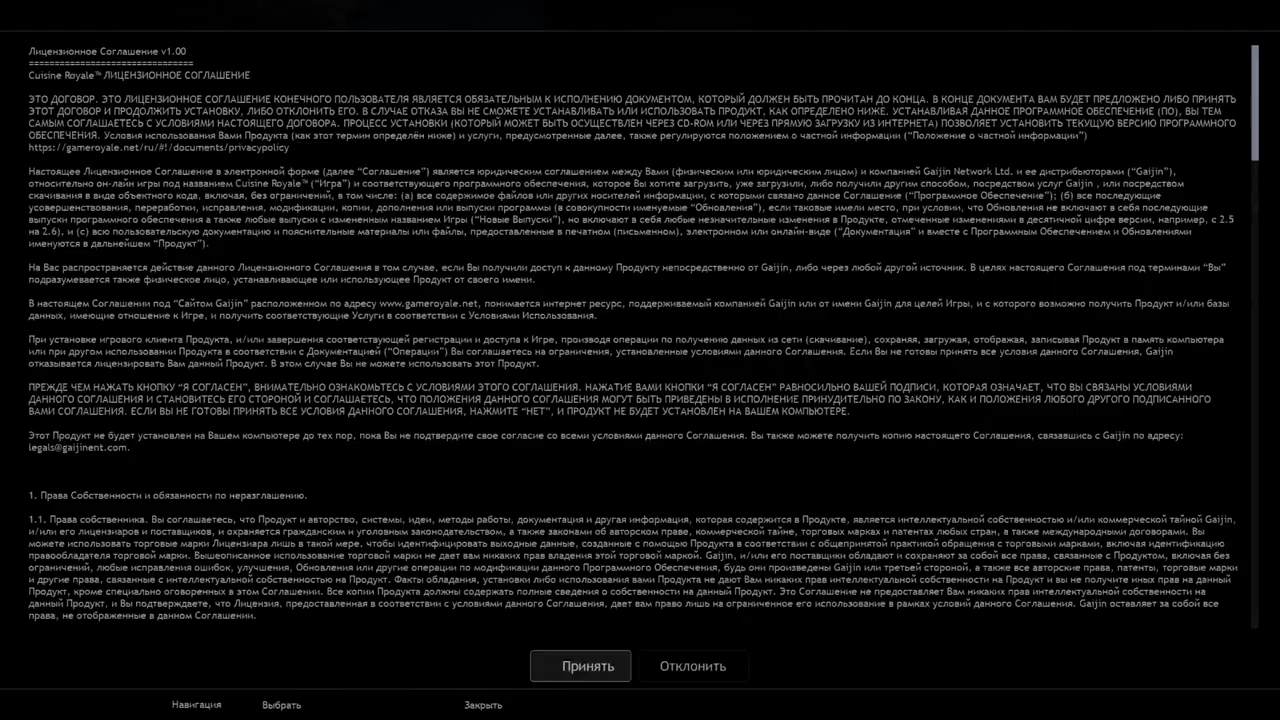 Лицензионное Соглашение v1.00
==============================
Cuisine Royale™ ЛИЦЕНЗИОННОЕ СОГЛАШЕНИЕ
ЭТО ДОГОВОР. ЭТО ЛИЦЕНЗИОННОЕ СОГЛАШЕНИЕ КОНЕЧНОГО ПОЛЬЗОВАТЕЛЯ ЯВЛЯЕТСЯ ОБЯЗАТЕЛЬНЫМ К ИСПОЛНЕНИЮ ДОКУМЕНТОМ, КОТОРЫЙ ДОЛЖЕН БЫТЬ ПРОЧИТАН ДО КОНЦА. В КОНЦЕ ДОКУМЕНТА ВАМ БУДЕТ ПРЕДЛОЖЕНО ЛИБО ПРИНЯТЬ
ЭТОТ ДОГОВОР И ПРОДОЛЖИТЬ УСТАНОВКУ, ЛИБО ОТКЛОНИТЬ ЕГО. В СЛУЧАЕ ОТКАЗА ВЫ НЕ СМОЖЕТЕ УСТАНАВЛИВАТЬ ИЛИ ИСПОЛЬЗОВАТЬ ПРОДУКТ, КАК ОПРЕДЕЛЕНО НИЖЕ. УСТАНАВЛИВАЯ ДАННОЕ ПРОГРАММНОЕ ОБЕСПЕЧЕНИЕ (ПО), ВЫ ТЕМ
САМЫМ СОГЛАШАЕТЕСЬ С УСЛОВИЯМИ НАСТОЯЩЕГО ДОГОВОРА. ПРОЦЕСС УСТАНОВКИ (КОТОРЫЙ МОЖЕТ БЫТЬ ОСУЩЕСТВЛЕН ЧЕРЕЗ CD-ROM ИЛИ ЧЕРЕЗ ПРЯМУЮ ЗАГРУЗКУ ИЗ ИНТЕРНЕТА) ПОЗВОЛЯЕТ УСТАНОВИТЬ ТЕКУЩУЮ ВЕРСИЮ ПРОГРАММНОГО
ОБЕСПЕЧЕНИЯ. Условия использования Вами Продукта (как этот термин определён ниже) и услуги, предусмотренные далее, также регулируются положением о частной информации (“Положение о частной информации”)
https://gameroyale.net/ru/#!/documents/privacypolicy
Настоящее Лицензионное Соглашение в электронной форме (далее “Соглашение”) является юридическим соглашением между Вами (физическим или юридическим лицом) и компанией Gaijin Network Ltd. и ее дистрибьюторами (“Gaijin”),
относительно он-лайн игры под названием Cuisine Royale™ (“Игра”) и соответствующего программного обеспечения, которое Вы хотите загрузить, уже загрузили, либо получили другим способом, посредством услуг Gaijin , или посредством
скачивания в виде объектного кода, включая, без ограничений, в том числе: (а) все содержимое файлов или других носителей информации, с которыми связано данное Соглашение (“Программное Обеспечение”); (б) все последующие
усовершенствования, переработки, исправления, модификации, копии, дополнения или выпуски программы (в совокупности именуемые “Обновления”), если таковые имели место, при условии, что Обновления не включают в себя последующие
выпуски программного обеспечения а также любые выпуски с измененным названием Игры (“Новые Выпуски”), но включают в себя любые незначительные изменения в Продукте, отмеченные изменениями в десятичной цифре версии, например, с 2.5
на 2.6), и (с) всю пользовательскую документацию и пояснительные материалы или файлы, предоставленные в печатном (письменном), электронном или онлайн-виде (“Документация” и вместе с Программным Обеспечением и Обновлениями
именуются в дальнейшем “Продукт”).
На Вас распространяется действие данного Лицензионного Соглашения в том случае, если Вы получили доступ к данному Продукту непосредственно от Gaijin, либо через любой другой источник. В целях настоящего Соглашения под терминами “Вы”
подразумевается также физическое лицо, устанавливающее или использующее Продукт от своего имени.
В настоящем Соглашении под “Сайтом Gaijin” расположенном по адресу www.gameroyale.net, понимается интернет ресурс, поддерживаемый компанией Gaijin или от имени Gaijin для целей Игры, и с которого возможно получить Продукт и/или базы
данных, имеющие отношение к Игре, и получить соответствующие Услуги в соответствии с Условиями Использования.
При установке игрового клиента Продукта, и/или завершения соответствующей регистрации и доступа к Игре, производя операции по получению данных из сети (скачивание), сохраняя, загружая, отображая, записывая Продукт в память компьютера
или при другом использовании Продукта в соответствии с Документацией (“Операции”) Вы соглашаетесь на ограничения, установленные условиями данного Соглашения. Если Вы не готовы принять все условия данного Соглашения, Gaijin
отказывается лицензировать Вам данный Продукт. В этом случае Вы не можете использовать этот Продукт.
ПРЕЖДЕ ЧЕМ НАЖАТЬ КНОПКУ “Я СОГЛАСЕН”, ВНИМАТЕЛЬНО ОЗНАКОМЬТЕСЬ С УСЛОВИЯМИ ЭТОГО СОГЛАШЕНИЯ. НАЖАТИЕ ВАМИ КНОПКИ “Я СОГЛАСЕН” РАВНОСИЛЬНО ВАШЕЙ ПОДПИСИ, КОТОРАЯ ОЗНАЧАЕТ, ЧТО ВЫ СВЯЗАНЫ УСЛОВИЯМИ
ДАННОГО СОГЛАШЕНИЯ И СТАНОВИТЕСЬ ЕГО СТОРОНОЙ И СОГЛАШАЕТЕСЬ, ЧТО ПОЛОЖЕНИЯ ДАННОГО СОГЛАШЕНИЯ МОГУТ БЫТЬ ПРИВЕДЕНЫ В ИСПОЛНЕНИЕ ПРИНУДИТЕЛЬНО ПО ЗАКОНУ, КАК И ПОЛОЖЕНИЯ ЛЮБОГО ДРУГОГО ПОДПИСАННОГО
ВАМИ СОГЛАШЕНИЯ. ЕСЛИ ВЫ НЕ ГОТОВЫ ПРИНЯТЬ ВСЕ УСЛОВИЯ ДАННОГО СОГЛАШЕНИЯ, НАЖМИТЕ “НЕТ”, И ПРОДУКТ НЕ БУДЕТ УСТАНОВЛЕН НА ВАШЕМ КОМПЬЮТЕРЕ.
Этот Продукт не будет установлен на Вашем компьютере до тех пор, пока Вы не подтвердите свое согласие со всеми условиями данного Соглашения. Вы также можете получить копию настоящего Соглашения, связавшись с Gaijin по адресу:
legals@gaijinent.com.
1. Права Собственности и обязанности по неразглашению.
1.1. Права собственника. Вы соглашаетесь, что Продукт и авторство, системы, идеи, методы работы, документация и другая информация, которая содержится в Продукте, является интеллектуальной собственностью и/или коммерческой тайной Gaijin,
и/или его лицензиаров и поставщиков, и охраняется гражданским и уголовным законодательством, а также законами об авторском праве, коммерческой тайне, торговых марках и патентах любых стран, а также международными договорами. Вы
можете использовать торговые марки Лицензиара лишь в такой мере, чтобы идентифицировать выходные данные, созданные с помощью Продукта в соответствии с общепринятой практикой обращения с торговыми марками, включая идентификацию
правообладателя торговой марки. Вышеописанное использование торговой марки не дает вам никаких прав владения этой торговой маркой. Gaijin, и/или его поставщики обладают и сохраняют за собой все права, связанные с Продуктом, включая без
ограничений, любые исправления ошибок, улучшения, Обновления или другие операции по модификации данного Программного Обеспечения, будь они произведены Gaijin или третьей стороной, а также все авторские права, патенты, торговые марки
и другие права, связанные с интеллектуальной собственностью на Продукт. Факты обладания, установки либо использования вами Продукта не дают Вам никаких прав интеллектуальной собственности на Продукт и вы не получите иных прав на данный
Продукт, кроме специально оговоренных в этом Соглашении. Все копии Продукта должны содержать полные сведения о собственности на данный Продукт. Это Соглашение не предоставляет Вам никаких прав интеллектуальной собственности на
данный Продукт, и Вы подтверждаете, что Лицензия, предоставленная в соответствии с условиями данного Соглашения, дает вам право лишь на ограниченное его использование в рамках условий данного Соглашения. Gaijin оставляет за собой все
права, не отображенные в данном Соглашении.
Принять
Отклонить
Навигация
Выбрать
Закрыть